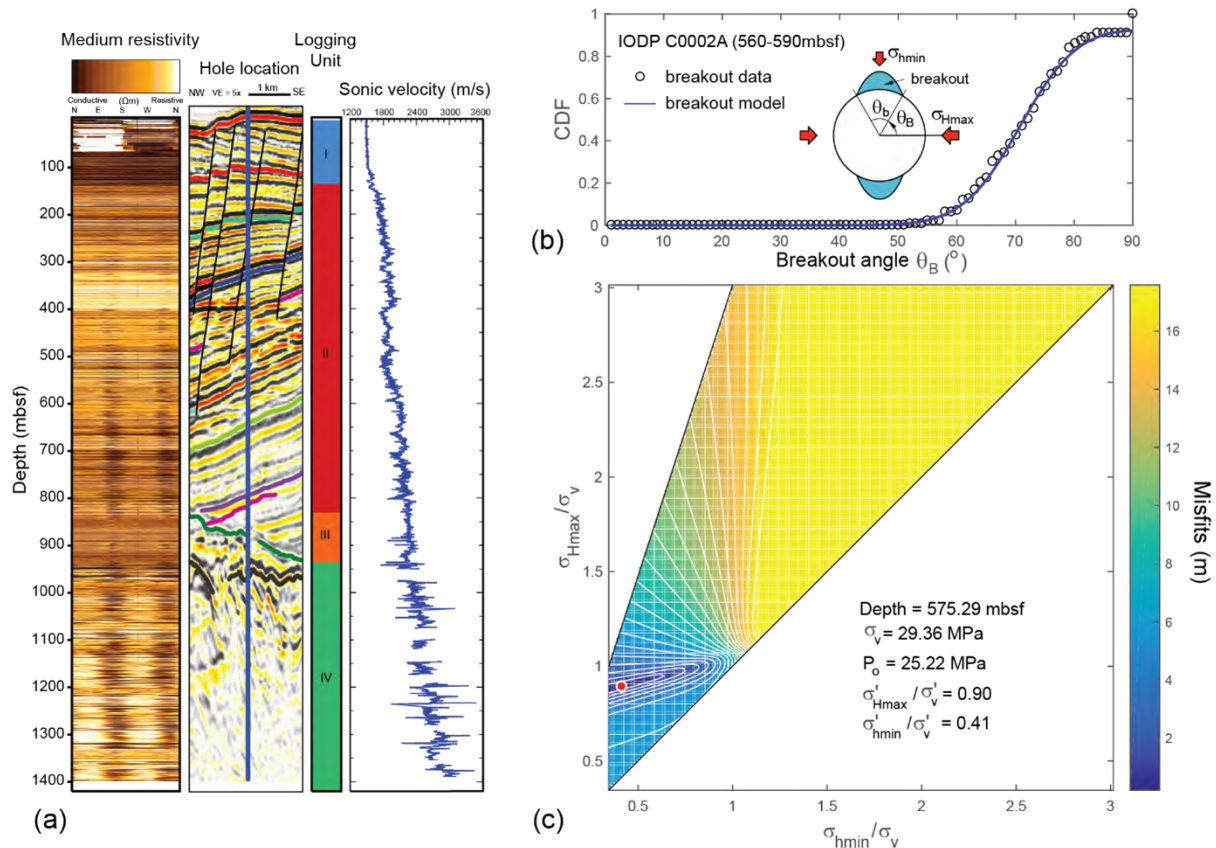 Medium resistivity
Conductive (Ωm) Resistive
N E S W N
Hole location
NW VE = 5x 1 km SE
Logging
Unit
Sonic velocity (m/s)
1200 1800 2400 3000 3600
Depth (mbsf)
100
200
300
400
500
600
700
800
900
1000
1100
1200
1300
1400
I
II
III
IV
(a)
CDF
1
0.8
0.6
0.4
0.2
0
IODP C0002A (560-590mbsf)
breakout data
breakout model
σhmin
breakout
θb
θB
σHmax
0 10 20 30 40 50 60 70 80 90
Breakout angle θB (°)
(b)
σHmax/σv
3
2.5
2
1.5
1
0.5
Depth = 575.29 mbsf
σv = 29.36 MPa
Po = 25.22 MPa
σ'Hmax/σ'v = 0.90
σ'hmin/σ'v = 0.41
0.5 1 1.5 2 2.5 3
σhmin/σv
(c)
16
14
12
10
8
6
4
2
Misfits (m)